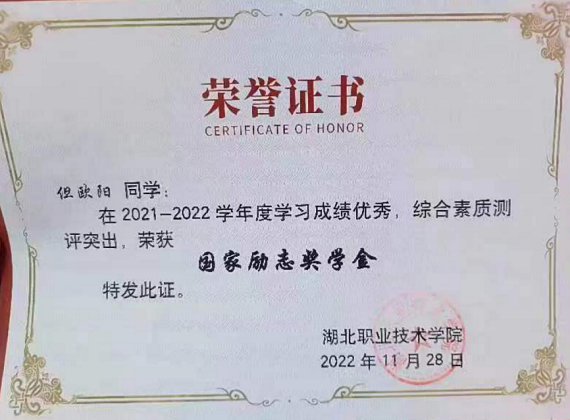 荣誉证书
CERTIFICATE OF HONOR
但欧阳 同学：
在 2021-2022 学年度学习成绩优秀，综合素质测
评突出，荣获
国家励志奖学金
特发此证。
湖北职业技术学院
2022 年 11 月 28 日